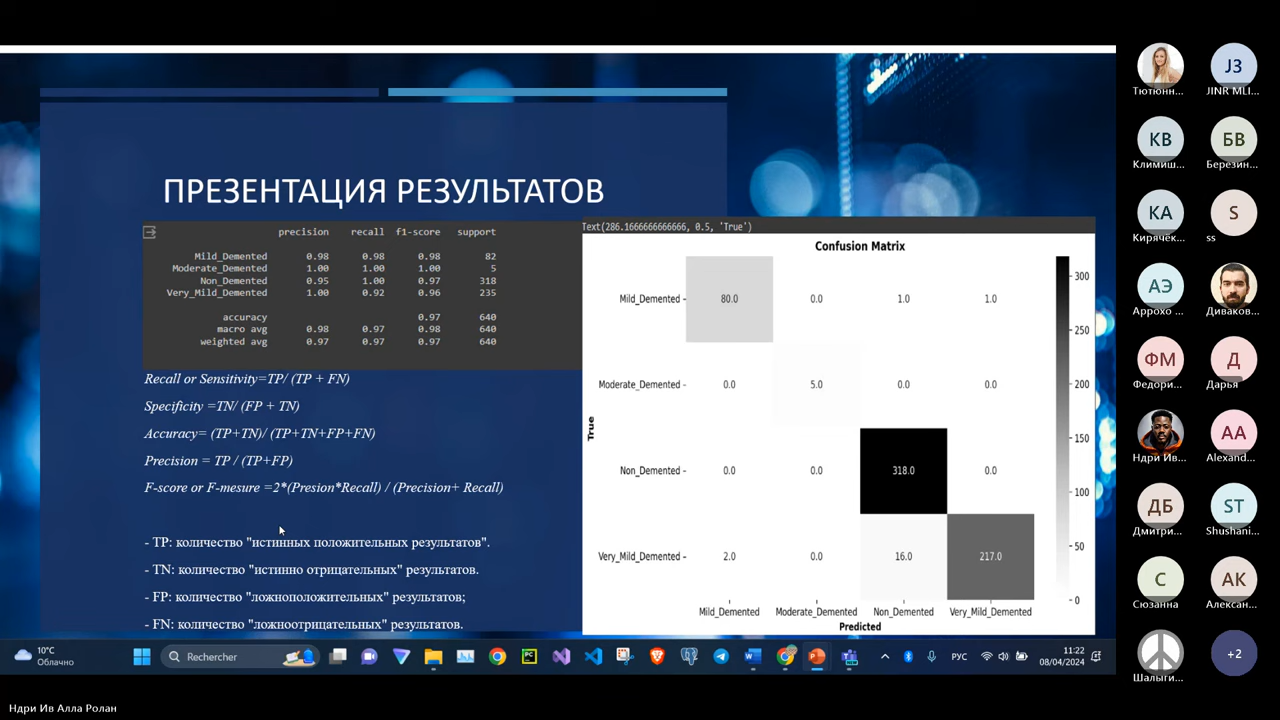 ПРЕЗЕНТАЦИЯ РЕЗУЛЬТАТОВ
precision recall f1-score support
Mild_Demented 0.98 0.98 0.98 82
Moderate_Demented 1.00 1.00 1.00 5
Non_Demented 0.95 1.00 0.97 318
Very_Mild_Demented 1.00 0.92 0.96 235
accuracy 0.97 640
macro avg 0.98 0.97 0.98 640
weighted avg 0.97 0.97 0.97 640
Recall or Sensitivity=TP/ (TP + FN)
Specificity =TN/ (FP + TN)
Accuracy= (TP+TN)/ (TP+TN+FP+FN)
Precision = TP / (TP+FP)
F-score or F-mesure =2*(Presion*Recall) / (Precision+ Recall)
- TP: количество "истинных положительных результатов".
- TN: количество "истинно отрицательных" результатов.
- FP: количество "ложноположительных" результатов;
- FN: количество "ложноотрицательных" результатов.
Text(286.1666666666666, 0.5, 'True')
Confusion Matrix
Mild_Demented 80.0 0.0 1.0 1.0
Moderate_Demented 0.0 5.0 0.0 0.0
Non_Demented 0.0 0.0 318.0 0.0
Very_Mild_Demented 2.0 0.0 16.0 217.0
Mild_Demented Moderate_Demented Non_Demented Very_Mild_Demented
Predicted
True
300
250
200
150
100
50
0
ТЮтюнн...
JЗ
JINR MLI...
КВ
Климиш...
БВ
Березин...
КА
Кирячек...
S
ss
АЭ
Аррохо ...
Диваков...
ФМ
Федори...
Д
Дарья
Ндри Ив...
AA
Alexand...
ДБ
Дмитри...
ST
Shushani...
С
Сюзанна
АК
Алексан...
Шалыги...
+2
10°C
Облачно
Rechercher
РУС
11:22
08/04/2024
Ндри Ив Алла Ролан